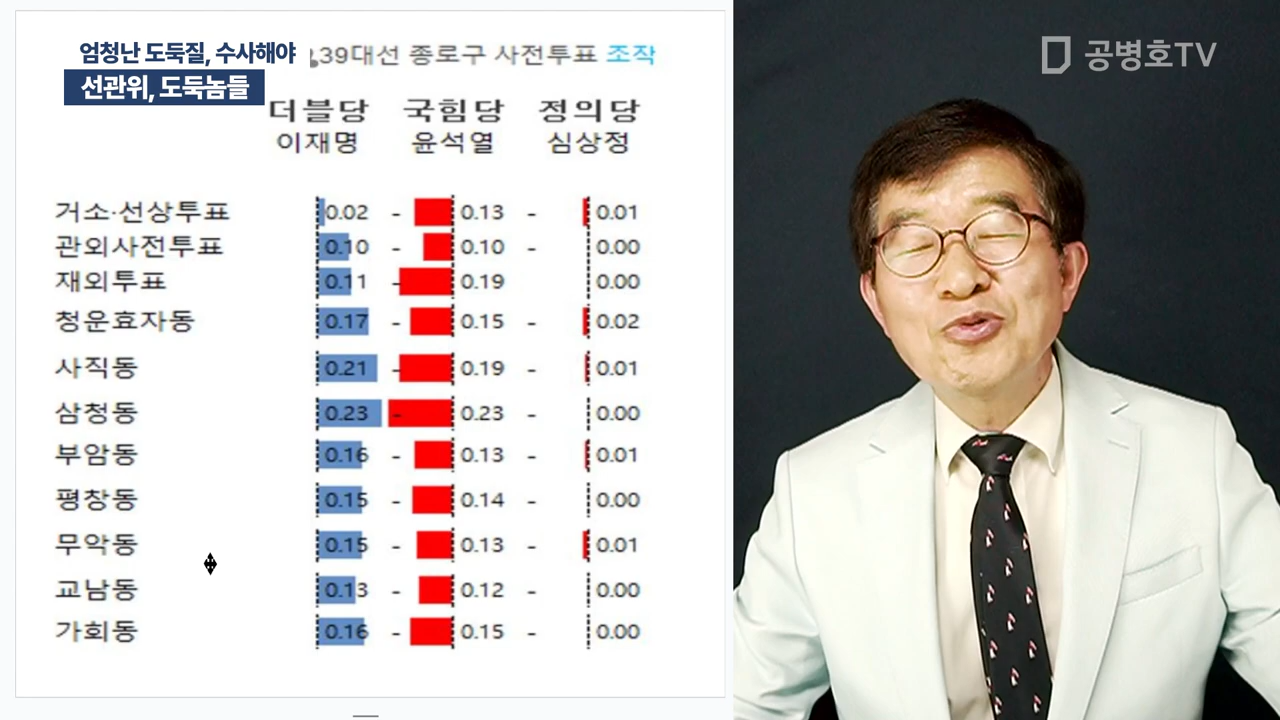 엄청난 도둑질, 수사해야
선관위, 도둑놈들
.39대선 종로구 사전투표 조작
공병호TV
더블당 국힘당 정의당
이재명 윤석열 심상정
거소·선상투표 0.02 - 0.13 - 0.01
관외사전투표 0.10 - 0.10 0.00
재외투표 0.11 - 0.19 0.00
청운효자동 0.17 - 0.15 - 0.02
사직동 0.21 - 0.19 - 0.01
삼청동 0.23 - 0.23 - 0.00
부암동 0.16 - 0.13 - 0.01
평창동 0.15 - 0.14 - 0.00
무악동 0.15 - 0.13 - 0.01
교남동 0.13 - 0.12 - 0.00
가회동 0.16 - 0.15 - 0.00